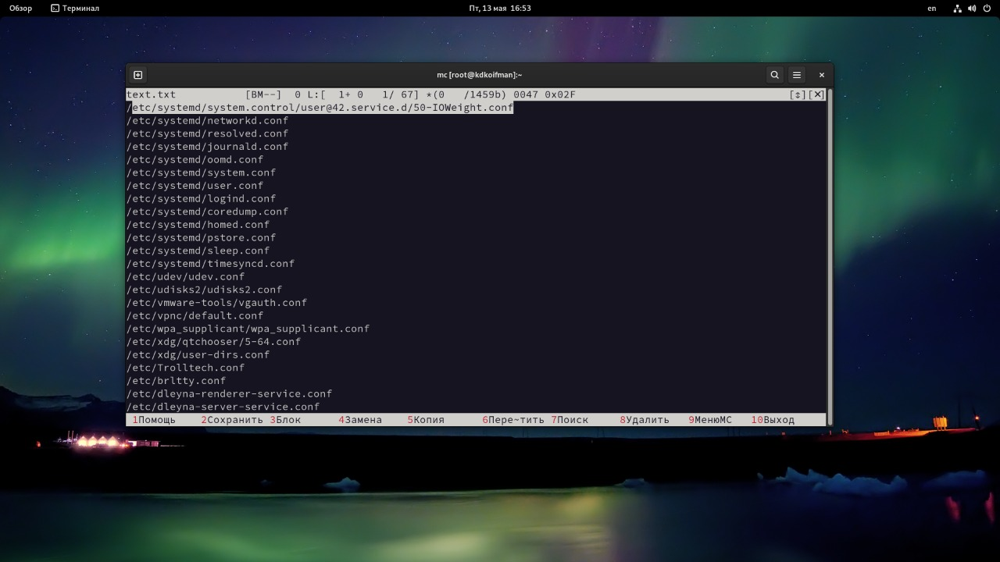 Обзор Терминал Пт, 13 мая 16:53 en
mc [root@kdkoifman]:~
text.txt [BM--] 0 L:[ 1+ 0 1/ 67] *(0 /1459b) 0047 0x02F [↕][✕]
/etc/systemd/system.control/user@42.service.d/50-IOWeight.conf
/etc/systemd/networkd.conf
/etc/systemd/resolved.conf
/etc/systemd/journald.conf
/etc/systemd/oomd.conf
/etc/systemd/system.conf
/etc/systemd/user.conf
/etc/systemd/logind.conf
/etc/systemd/coredump.conf
/etc/systemd/homed.conf
/etc/systemd/pstore.conf
/etc/systemd/sleep.conf
/etc/systemd/timesyncd.conf
/etc/udev/udev.conf
/etc/udisks2/udisks2.conf
/etc/vmware-tools/vgauth.conf
/etc/vpnc/default.conf
/etc/wpa_supplicant/wpa_supplicant.conf
/etc/xdg/qtchooser/5-64.conf
/etc/xdg/user-dirs.conf
/etc/Trolltech.conf
/etc/brltty.conf
/etc/dleyna-renderer-service.conf
/etc/dleyna-server-service.conf
1Помощь 2Сохранить 3Блок 4Замена 5Копия 6Пере~тить 7Поиск 8Удалить 9МенюMC 10Выход